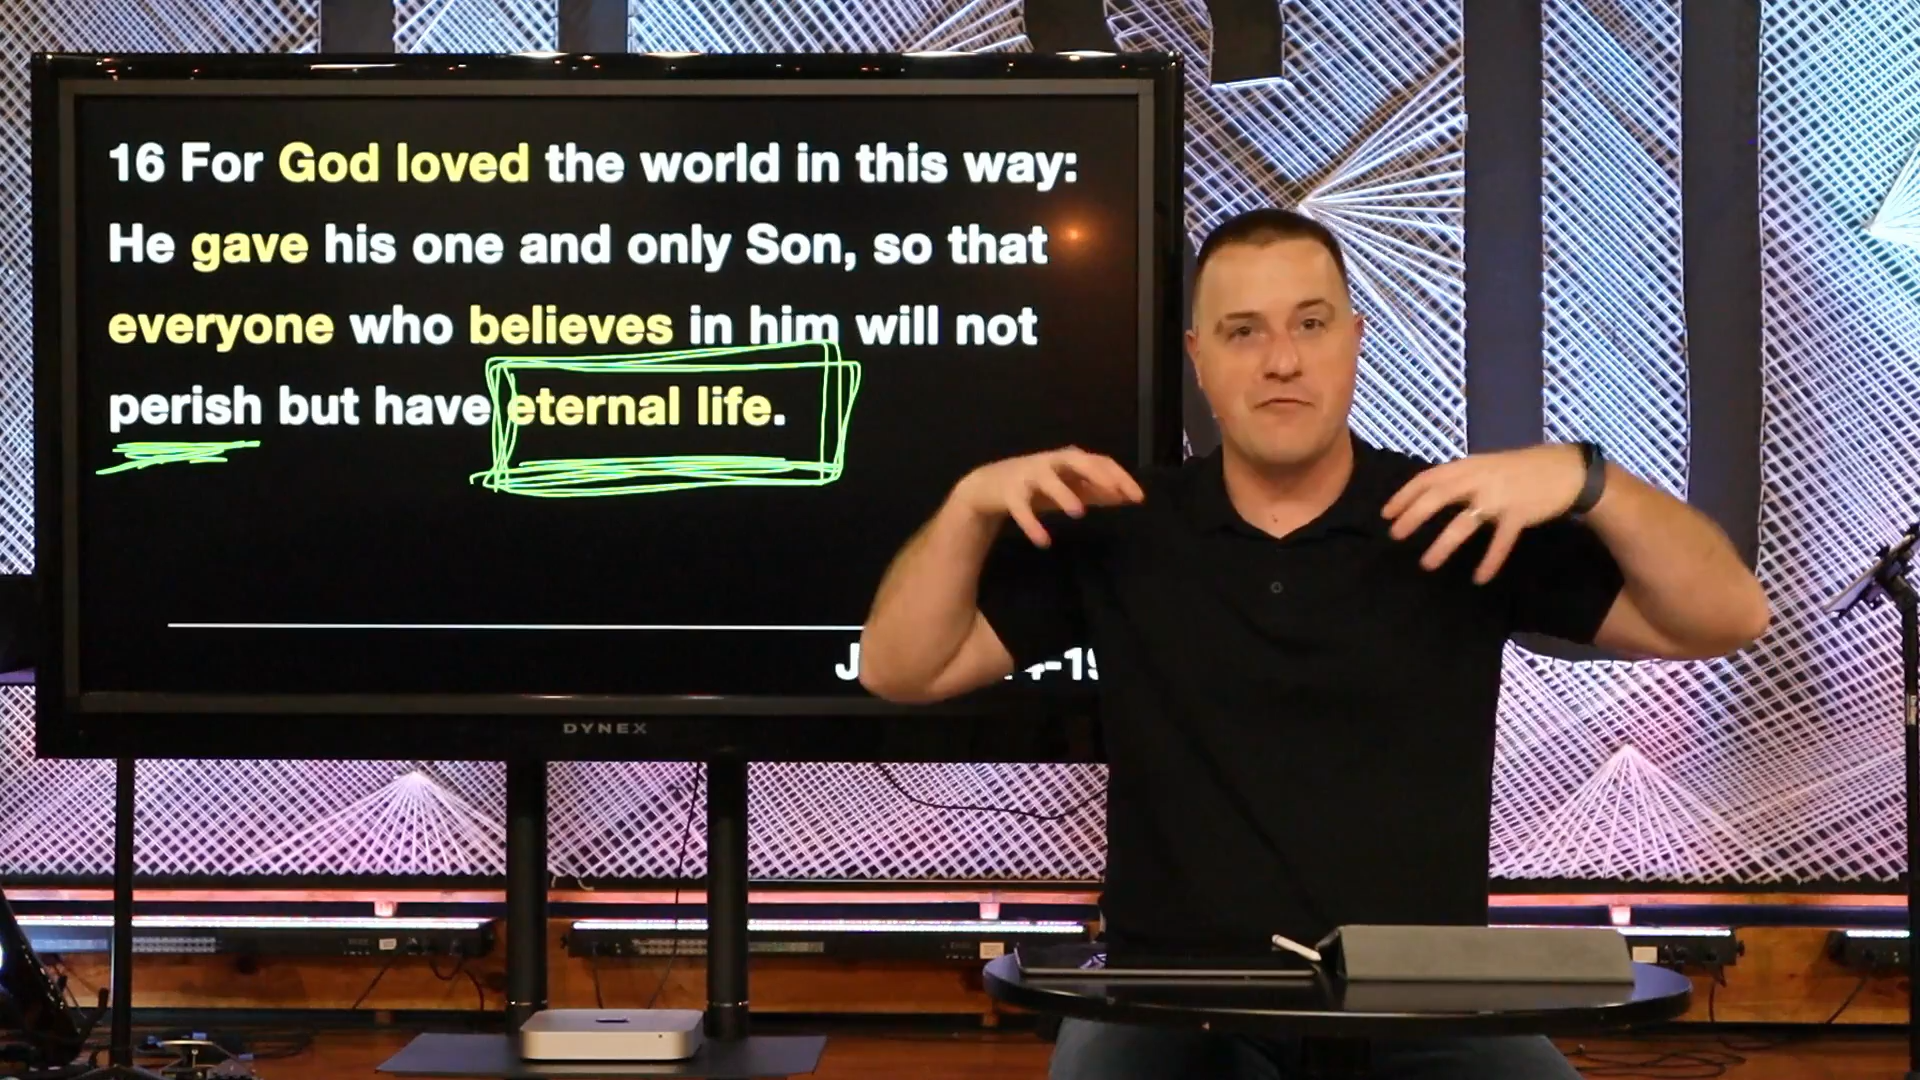 16 For God loved the world in this way:
He gave his one and only Son, so that
everyone who believes in him will not
perish but have eternal life.
DYNEX